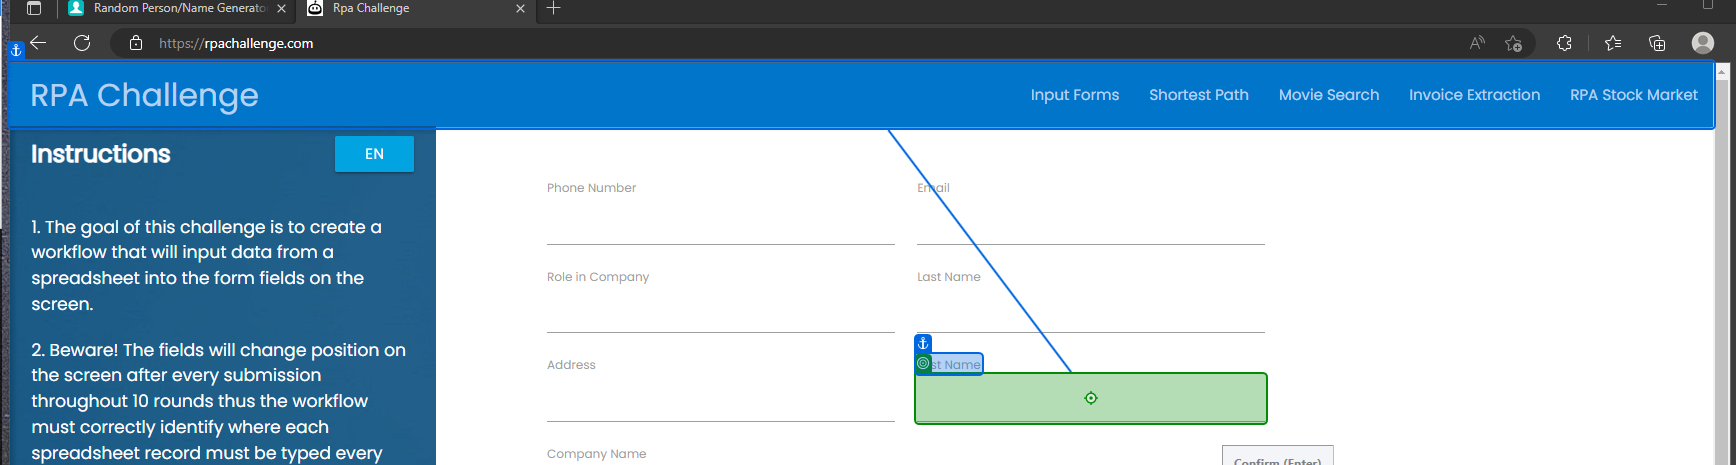 Random Person/Name Generato
Rpa Challenge
https://rpachallenge.com
RPA Challenge
Input Forms Shortest Path Movie Search Invoice Extraction RPA Stock Market
Instructions
EN
1. The goal of this challenge is to create a
workflow that will input data from a
spreadsheet into the form fields on the
screen.
2. Beware! The fields will change position on
the screen after every submission
throughout 10 rounds thus the workflow
must correctly identify where each
spreadsheet record must be typed every
Phone Number
Email
Role in Company
Last Name
Address
st Name
Company Name
Confirm (Enter)